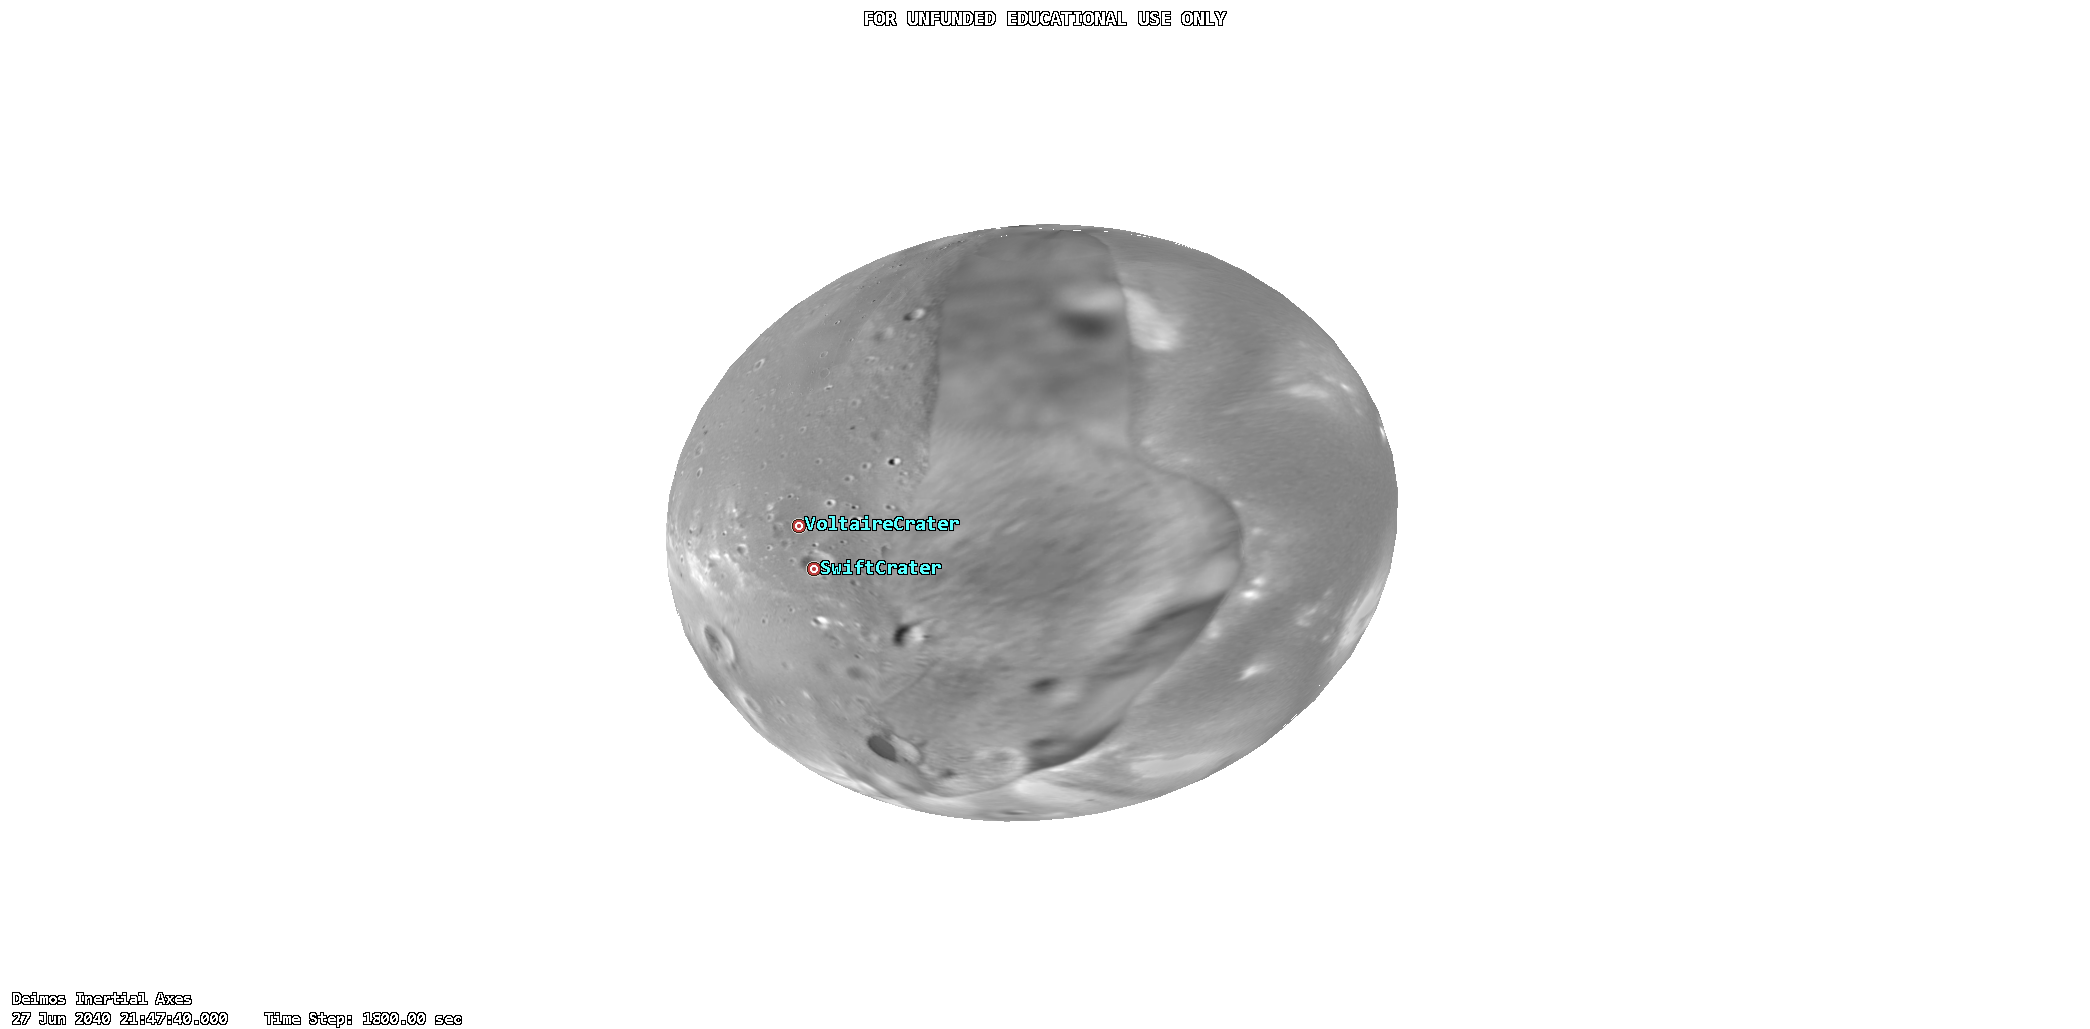 FOR UNFUNDED EDUCATIONAL USE ONLY
VoltaireCrater
SwiftCrater
Deimos Inertial Axes
27 Jun 2040 21:47:40.000 Time Step: 1800.00 sec